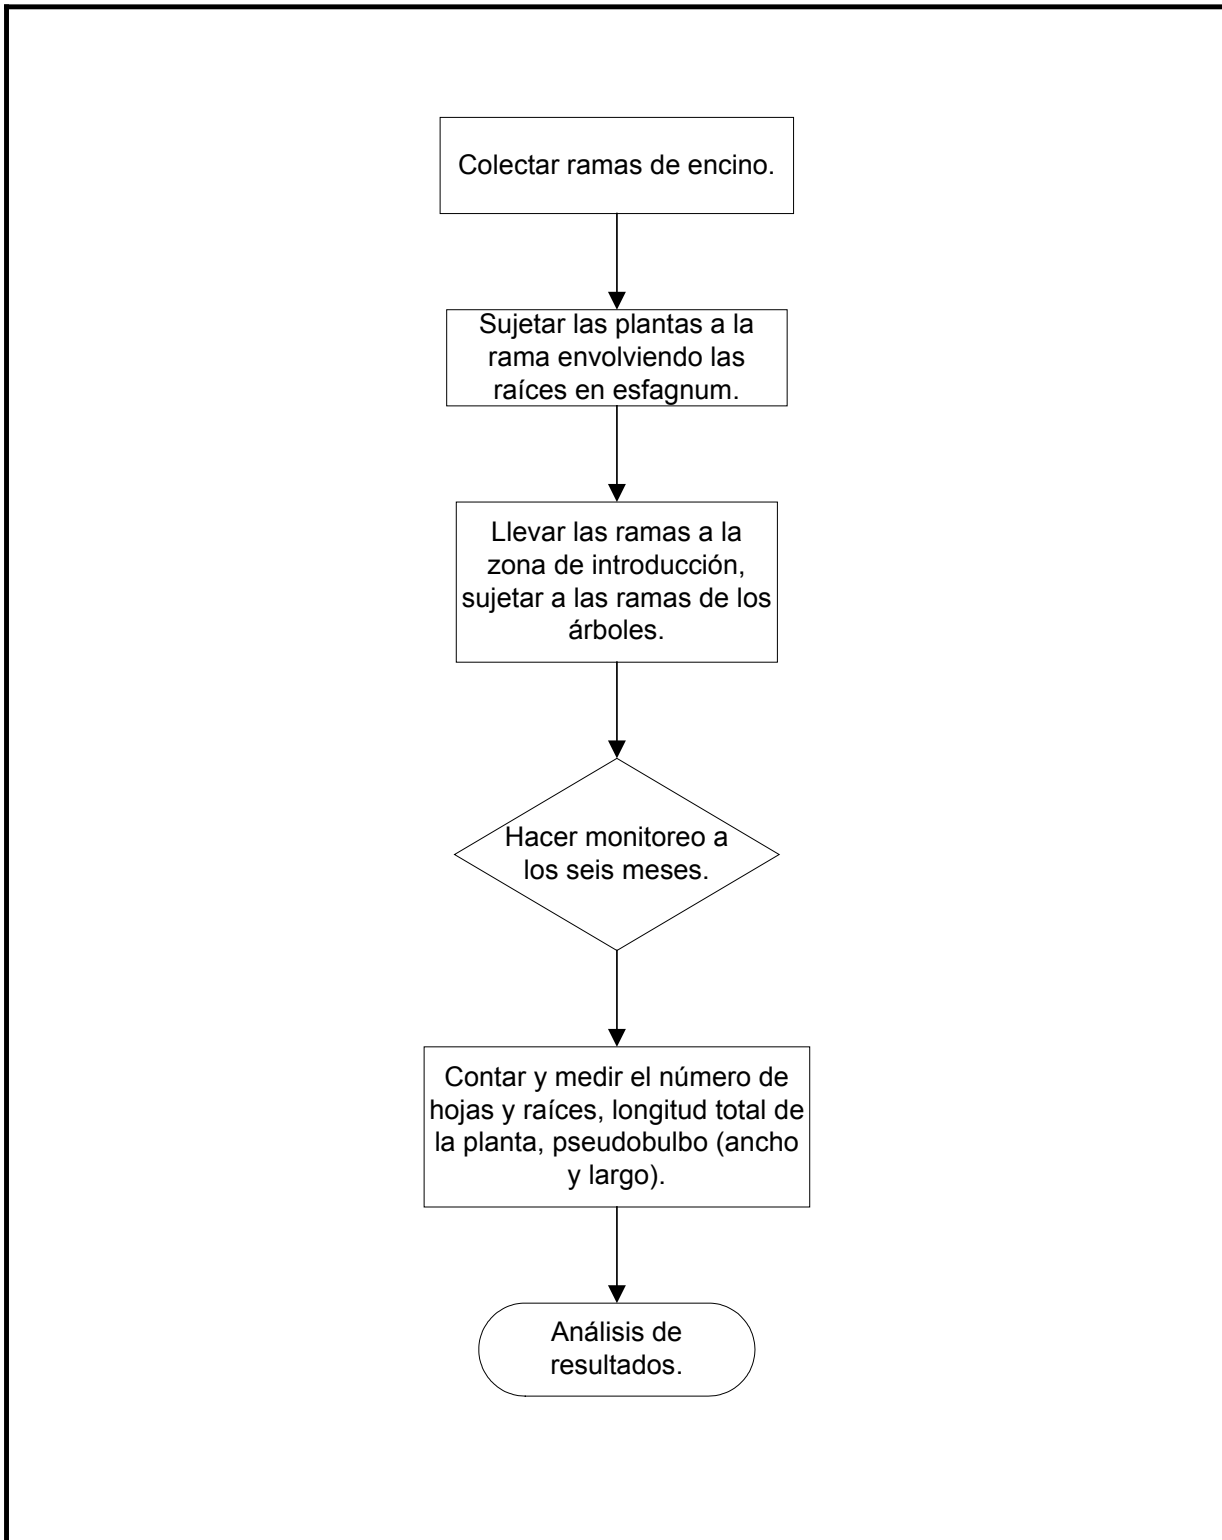 Colectar ramas de encino.
Sujetar las plantas a la
rama envolviendo las
raíces en esfagnum.
Llevar las ramas a la
zona de introducción,
sujetar a las ramas de los
árboles.
Hacer monitoreo a
los seis meses.
Contar y medir el número de
hojas y raíces, longitud total de
la planta, pseudobulbo (ancho
y largo).
Análisis de
resultados.